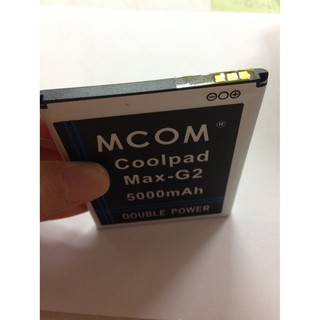 MCOM®
Coolpad
Max-G2
5000mAh
DOUBLE POWER